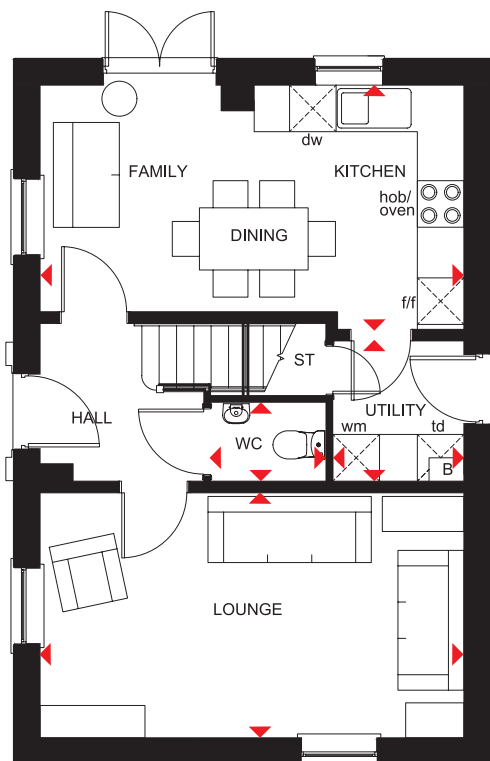 dw
FAMILY
KITCHEN
hob/
oven
DINING
f/f
ST
HALL
UTILITY
WC
wm
td
B
LOUNGE